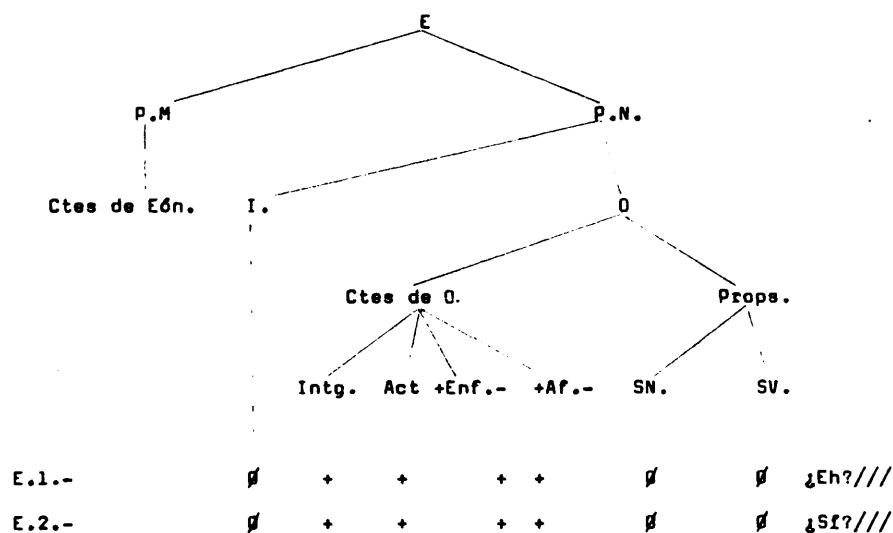 E
P.M P.N.
Ctes de Eón. I. O
Ctes de O. Props.
Intg. Act +Enf.- +Af.- SN. SV.
E.1.- Ø + + + + Ø Ø ¿Eh?///
E.2.- Ø + + + + Ø Ø ¿Sí?///